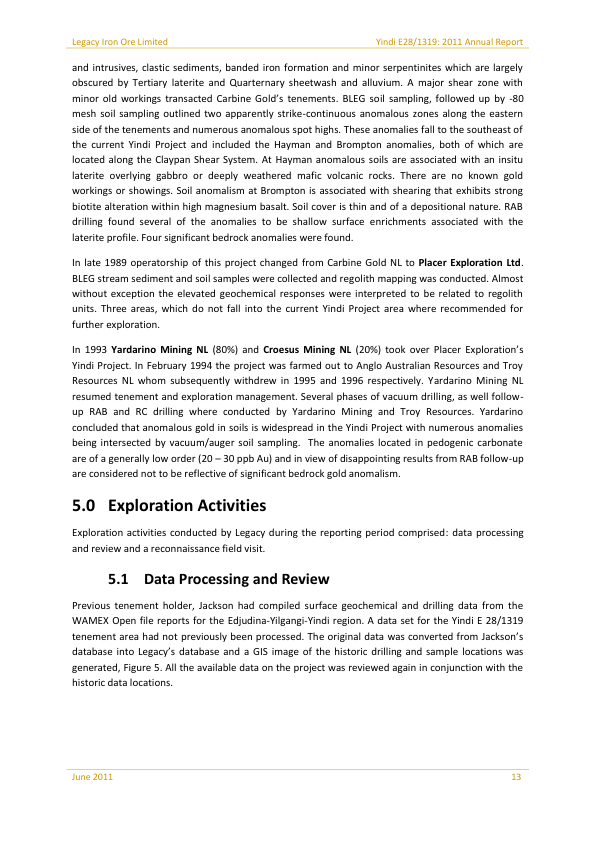 Legacy Iron Ore Limited Yindi E28/1319: 2011 Annual Report
and intrusives, clastic sediments, banded iron formation and minor serpentinites which are largely
obscured by Tertiary laterite and Quarternary sheetwash and alluvium. A major shear zone with
minor old workings transacted Carbine Gold's tenements. BLEG soil sampling, followed up by -80
mesh soil sampling outlined two apparently strike-continuous anomalous zones along the eastern
side of the tenements and numerous anomalous spot highs. These anomalies fall to the southeast of
the current Yindi Project and included the Hayman and Brompton anomalies, both of which are
located along the Claypan Shear System. At Hayman anomalous soils are associated with an insitu
laterite overlying gabbro or deeply weathered mafic volcanic rocks. There are no known gold
workings or showings. Soil anomalism at Brompton is associated with shearing that exhibits strong
biotite alteration within high magnesium basalt. Soil cover is thin and of a depositional nature. RAB
drilling found several of the anomalies to be shallow surface enrichments associated with the
laterite profile. Four significant bedrock anomalies were found.
In late 1989 operatorship of this project changed from Carbine Gold NL to Placer Exploration Ltd.
BLEG stream sediment and soil samples were collected and regolith mapping was conducted. Almost
without exception the elevated geochemical responses were interpreted to be related to regolith
units. Three areas, which do not fall into the current Yindi Project area where recommended for
further exploration.
In 1993 Yardarino Mining NL (80%) and Croesus Mining NL (20%) took over Placer Exploration's
Yindi Project. In February 1994 the project was farmed out to Anglo Australian Resources and Troy
Resources NL whom subsequently withdrew in 1995 and 1996 respectively. Yardarino Mining NL
resumed tenement and exploration management. Several phases of vacuum drilling, as well follow-
up RAB and RC drilling where conducted by Yardarino Mining and Troy Resources. Yardarino
concluded that anomalous gold in soils is widespread in the Yindi Project with numerous anomalies
being intersected by vacuum/auger soil sampling. The anomalies located in pedogenic carbonate
are of a generally low order (20 – 30 ppb Au) and in view of disappointing results from RAB follow-up
are considered not to be reflective of significant bedrock gold anomalism.
5.0 Exploration Activities
Exploration activities conducted by Legacy during the reporting period comprised: data processing
and review and a reconnaissance field visit.
5.1 Data Processing and Review
Previous tenement holder, Jackson had compiled surface geochemical and drilling data from the
WAMEX Open file reports for the Edjudina-Yilgangi-Yindi region. A data set for the Yindi E 28/1319
tenement area had not previously been processed. The original data was converted from Jackson's
database into Legacy's database and a GIS image of the historic drilling and sample locations was
generated, Figure 5. All the available data on the project was reviewed again in conjunction with the
historic data locations.
June 2011 13